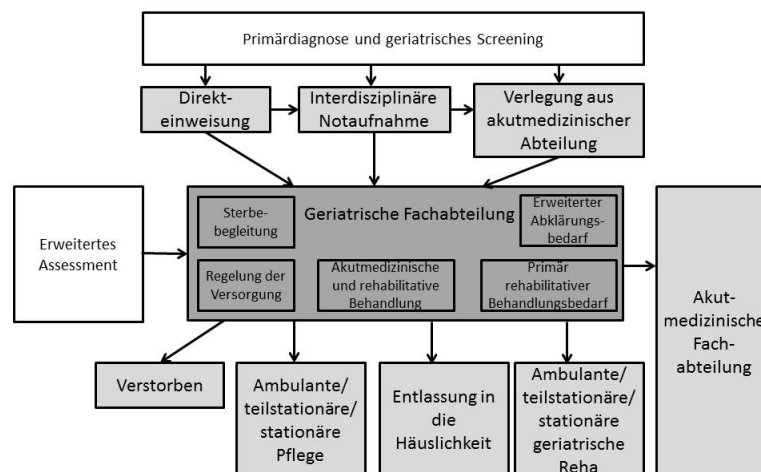 Primärdiagnose und geriatrisches Screening
Direkt-
einweisung
Interdisziplinäre
Notaufnahme
Verlegung aus
akutmedizinischer
Abteilung
Erweitertes
Assessment
Geriatrische Fachabteilung
Sterbe-
begleitung
Erweiterter
Abklärungs-
bedarf
Regelung der
Versorgung
Akutmedizinische
und rehabilitative
Behandlung
Primär
rehabilitativer
Behandlungsbedarf
Akut-
medizinische
Fach-
abteilung
Verstorben
Ambulante/
teilstationäre/
stationäre
Pflege
Entlassung in
die
Häuslichkeit
Ambulante/
teilstationäre/
stationäre
geriatrische
Reha